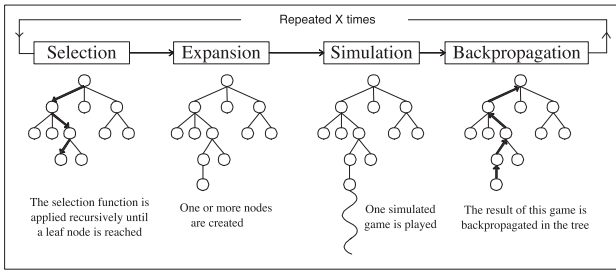 Repeated X times
Selection
Expansion
Simulation
Backpropagation
The selection function is
applied recursively until
a leaf node is reached
One or more nodes
are created
One simulated
game is played
The result of this game is
backpropagated in the tree